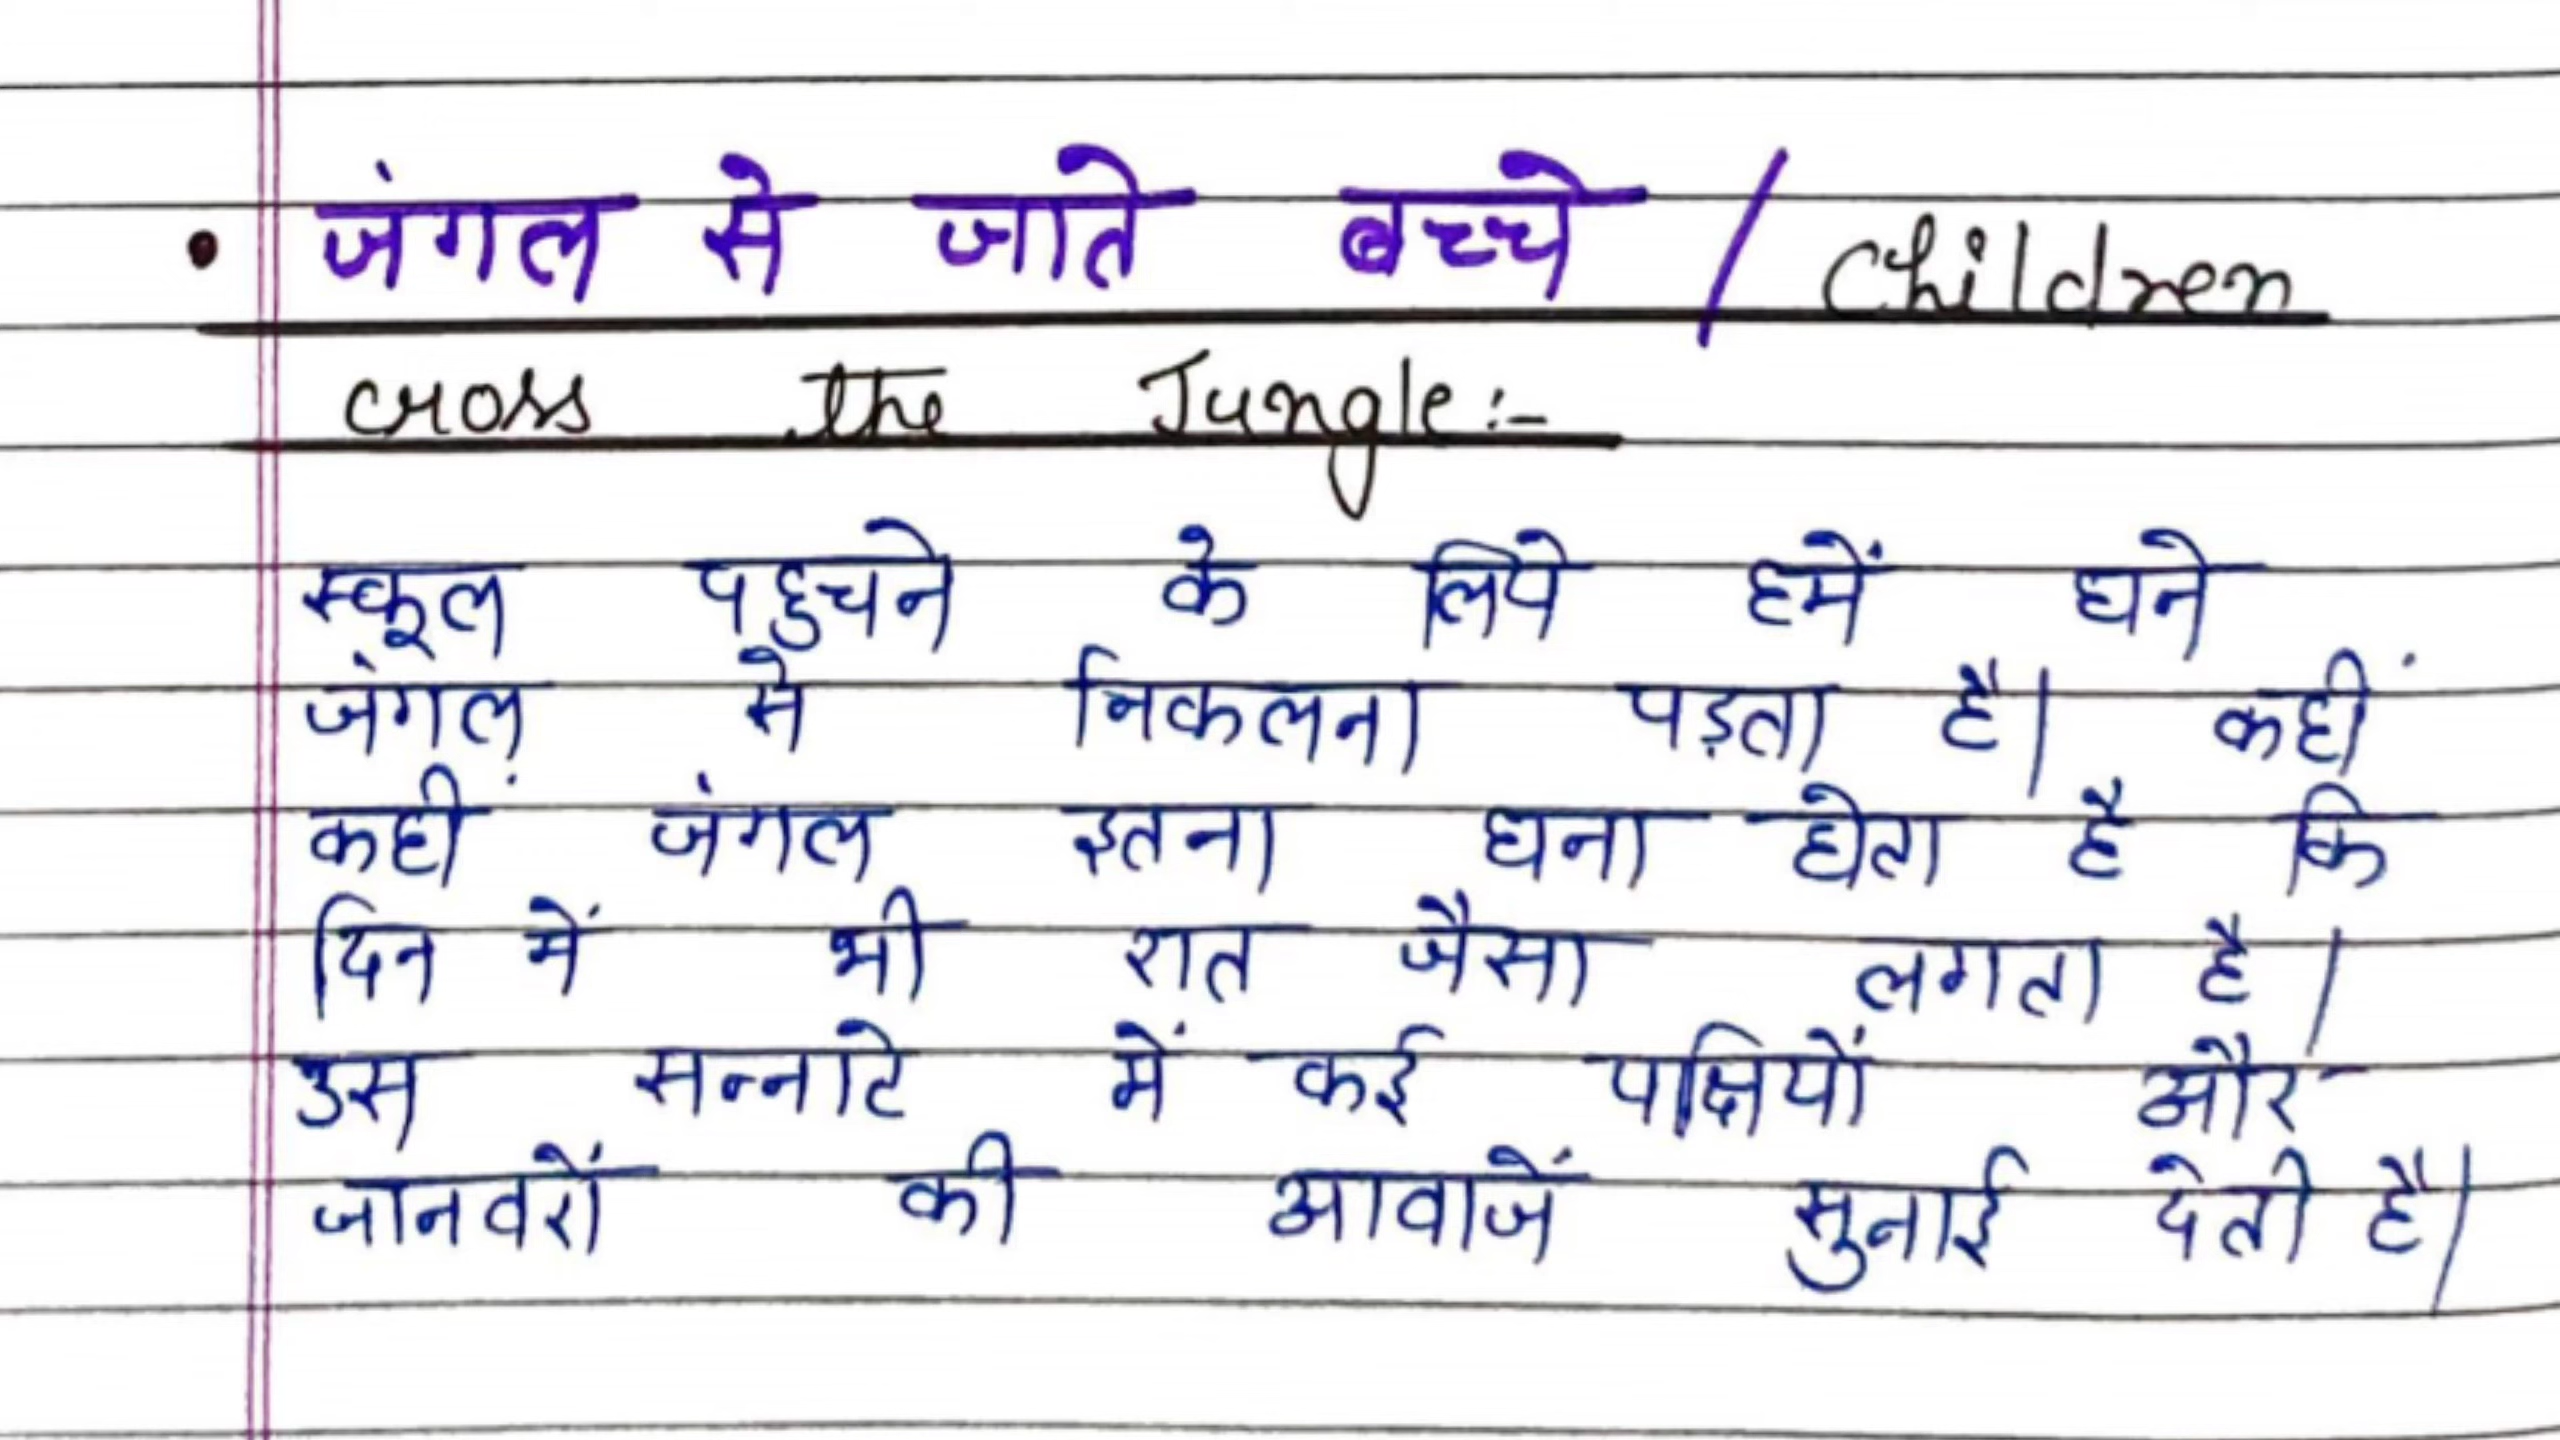 • जंगल से जाते बच्चे / Children
cross the Jungle:-
स्कूल पहुचने के लिये हमें घने
जंगल से निकलना पड़ता है। कहीं
कहीं जंगल इतना घना होता है कि
दिन में भी रात जैसा लगता है।
उस सन्नाटे में कई पक्षियों और
जानवरों की आवाजें सुनाई देती है।